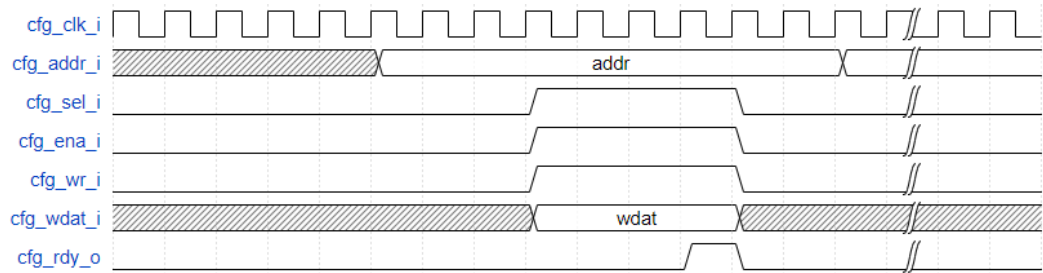 cfg_clk_i
cfg_addr_i addr
cfg_sel_i
cfg_ena_i
cfg_wr_i
cfg_wdat_i wdat
cfg_rdy_o